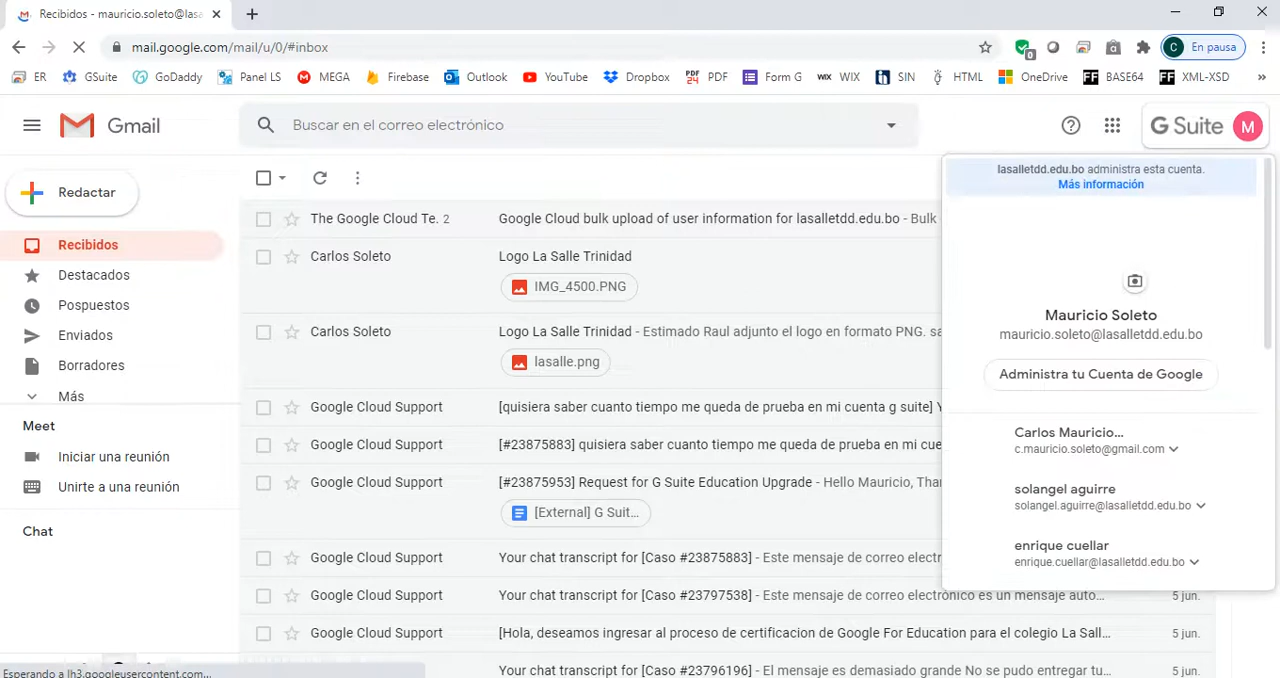 Recibidos - mauricio.soleto@lasa
mail.google.com/mail/u/0/#inbox
0
C En pausa
ER GSuite GoDaddy Panel LS MEGA Firebase Outlook YouTube Dropbox PDF Form G WIX SIN HTML OneDrive BASE64 XML-XSD »
Gmail
Buscar en el correo electrónico
G Suite M
Redactar
Recibidos
Destacados
Pospuestos
Enviados
Borradores
Más
Meet
Iniciar una reunión
Unirte a una reunión
Chat
The Google Cloud Te. 2 Google Cloud bulk upload of user information for lasalletdd.edu.bo - Bulk
Carlos Soleto Logo La Salle Trinidad
IMG_4500.PNG
Carlos Soleto Logo La Salle Trinidad - Estimado Raul adjunto el logo en formato PNG. sa
lasalle.png
Google Cloud Support [quisiera saber cuanto tiempo me queda de prueba en mi cuenta g suite] Y
Google Cloud Support [#23875883] quisiera saber cuanto tiempo me queda de prueba en mi cue
Google Cloud Support [#23875953] Request for G Suite Education Upgrade - Hello Mauricio, Than
[External] G Suit...
Google Cloud Support Your chat transcript for [Caso #23875883] - Este mensaje de correo electr
Google Cloud Support Your chat transcript for [Caso #23797538] - Este mensaje de correo electrónico es un mensaje auto... 5 jun.
Google Cloud Support [Hola, deseamos ingresar al proceso de certificacion de Google For Education para el colegio La Sall... 5 jun.
Google Cloud Support [Caso #23796196] - El mensaje es demasiado grande No se pudo entregar tu... 5 jun.
lasalletdd.edu.bo administra esta cuenta.
Más información
Mauricio Soleto
mauricio.soleto@lasalletdd.edu.bo
Administra tu Cuenta de Google
Carlos Mauricio...
c.mauricio.soleto@gmail.com
solangel aguirre
solangel.aguirre@lasalletdd.edu.bo
enrique cuellar
enrique.cuellar@lasalletdd.edu.bo
Esperando a lh3.googleusercontent.com...